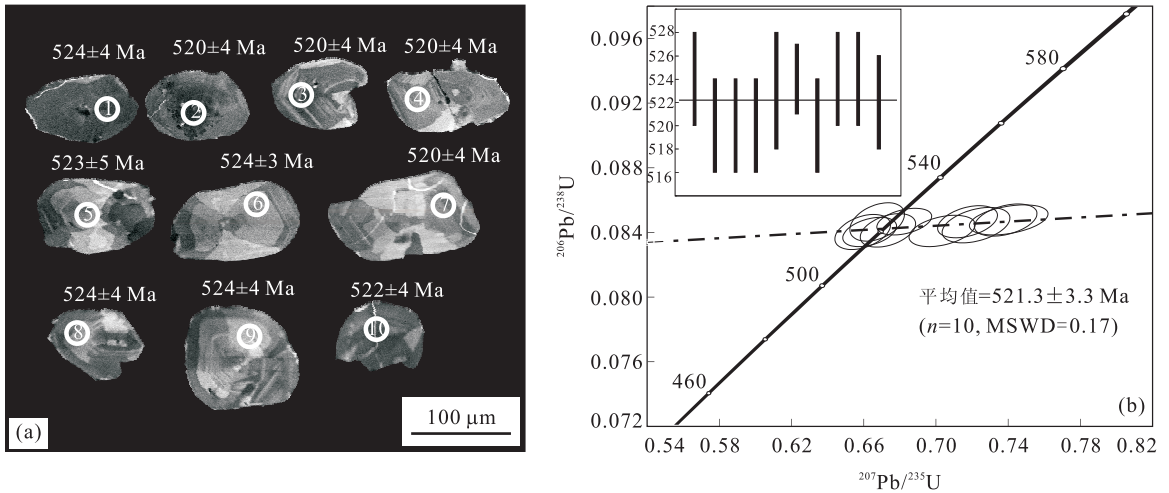 524±4 Ma
520±4 Ma
520±4 Ma
520±4 Ma
1
2
3
4
523±5 Ma
524±3 Ma
520±4 Ma
5
6
7
524±4 Ma
524±4 Ma
522±4 Ma
8
9
10
(a)
100 μm
0.096
0.092
0.088
0.084
0.080
0.076
0.072
²⁰⁶Pb/²³⁸U
528
526
524
522
520
518
516
580
540
500
460
平均值=521.3±3.3 Ma
(n=10, MSWD=0.17)
(b)
0.54 0.58 0.62 0.66 0.70 0.74 0.78 0.82
²⁰⁷Pb/²³⁵U